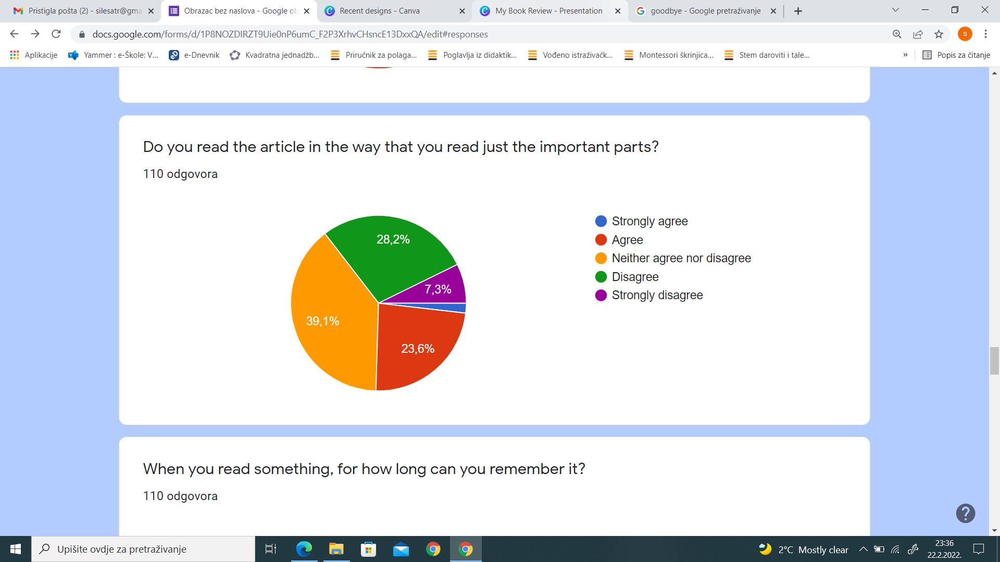 Pristigla pošta (2) - silesatr@gma
Obrazac bez naslova - Google ob
Recent designs - Canva
My Book Review - Presentation
goodbye - Google pretraživanje
docs.google.com/forms/d/1P8NOZDIRZT9Uie0nP6umC_F2P3XrhvCHsncE13DxxQA/edit#responses
S
Aplikacije
Yammer : e-Škole: V...
e-Dnevnik
Kvadratna jednadžb...
Priručnik za polaga...
Poglavlja iz didaktik...
Vođeno istraživačk...
Montessori škrinjica...
Stem daroviti i tale...
»
Popis za čitanje
Do you read the article in the way that you read just the important parts?
110 odgovora
28,2%
7,3%
39,1%
23,6%
Strongly agree
Agree
Neither agree nor disagree
Disagree
Strongly disagree
When you read something, for how long can you remember it?
110 odgovora
?
Upišite ovdje za pretraživanje
2°C Mostly clear
23:36
22.2.2022.